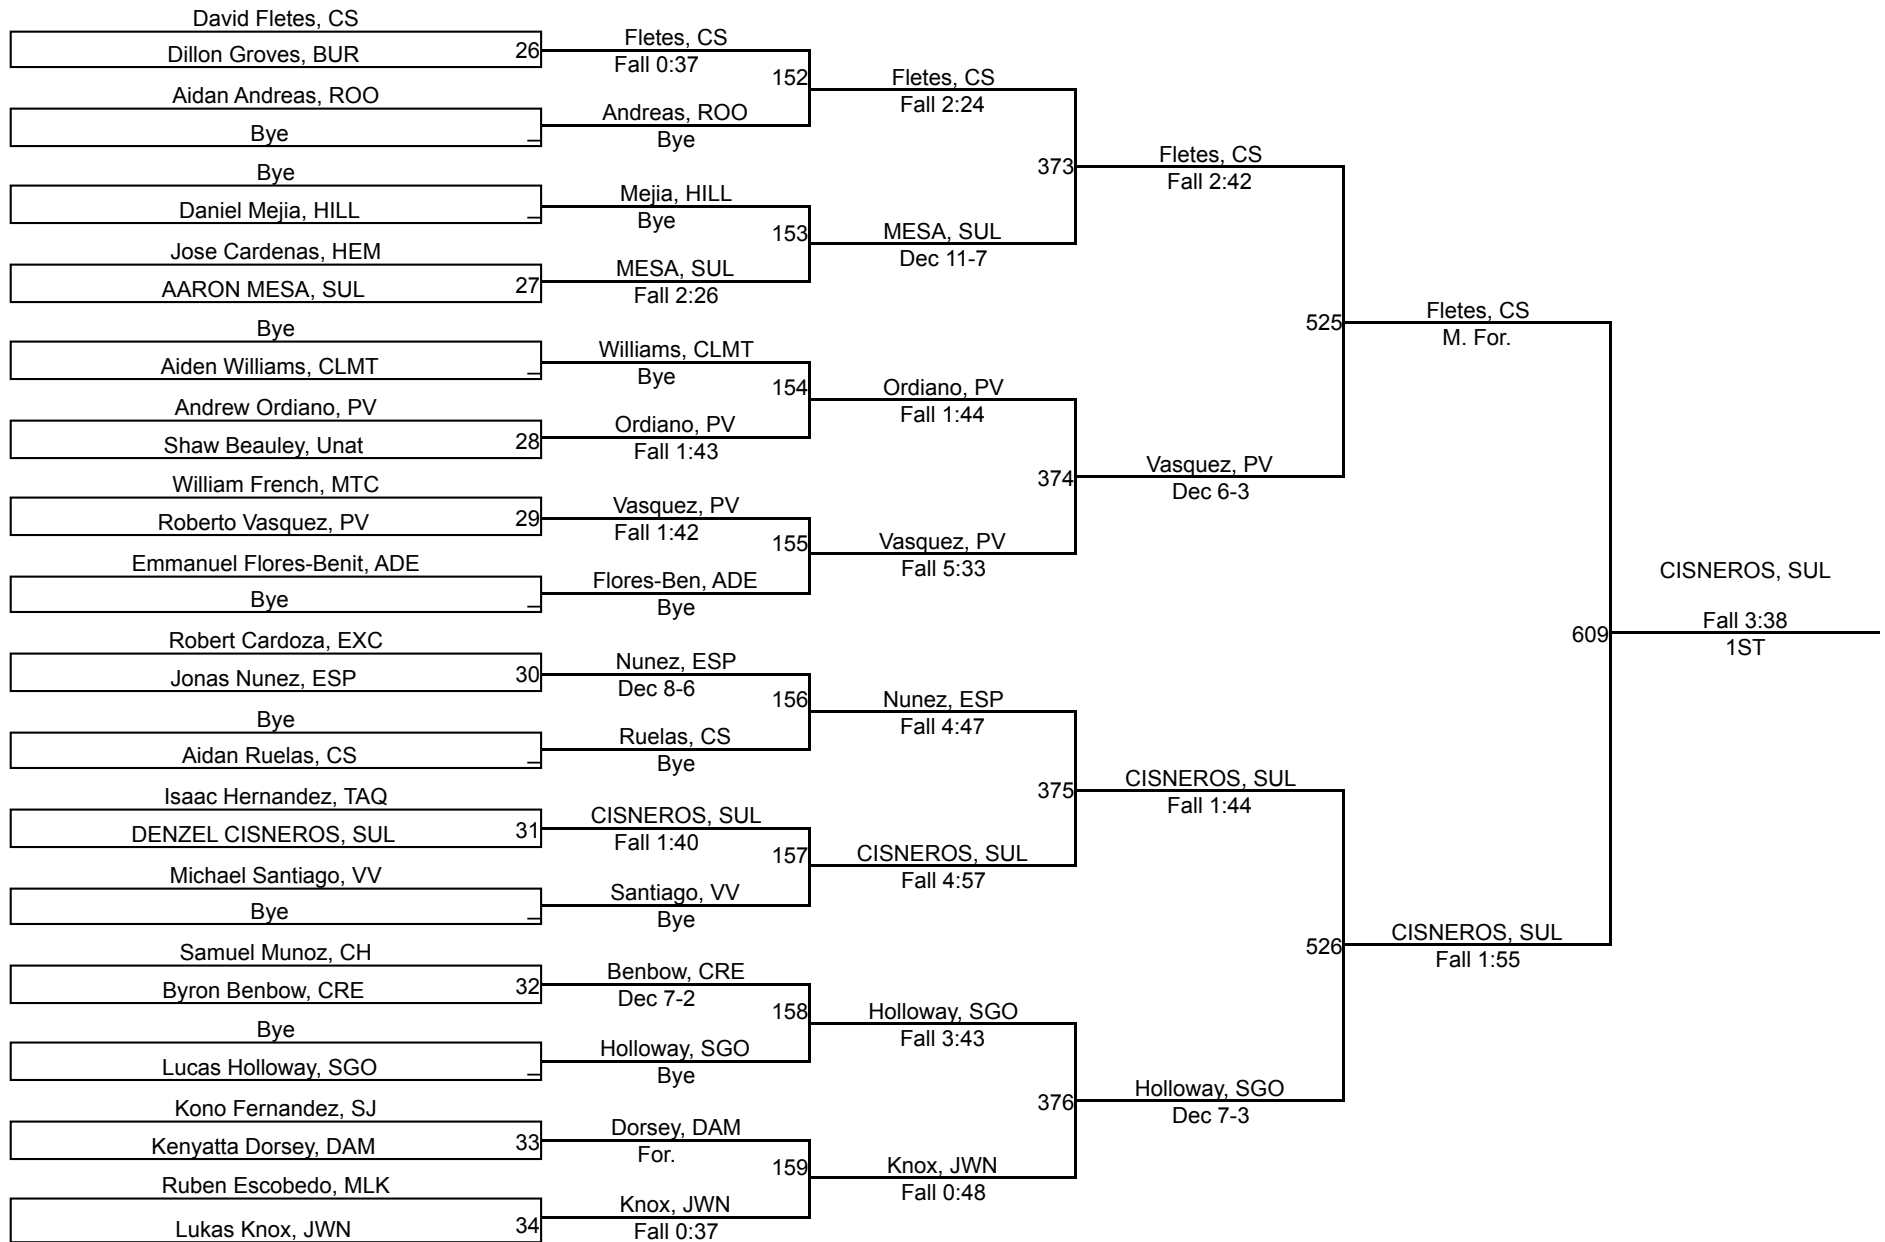 David Fletes, CS
Dillon Groves, BUR
26
Aidan Andreas, ROO
Bye
Bye
Daniel Mejia, HILL
Jose Cardenas, HEM
AARON MESA, SUL
27
Bye
Aiden Williams, CLMT
Andrew Ordiano, PV
Shaw Beauley, Unat
28
William French, MTC
Roberto Vasquez, PV
29
Emmanuel Flores-Benit, ADE
Bye
Robert Cardoza, EXC
Jonas Nunez, ESP
30
Bye
Aidan Ruelas, CS
Isaac Hernandez, TAQ
DENZEL CISNEROS, SUL
31
Michael Santiago, VV
Bye
Samuel Munoz, CH
Byron Benbow, CRE
32
Bye
Lucas Holloway, SGO
Kono Fernandez, SJ
Kenyatta Dorsey, DAM
33
Ruben Escobedo, MLK
Lukas Knox, JWN
34
Fletes, CS
Fall 0:37
152
Andreas, ROO
Bye
Mejia, HILL
Bye
153
MESA, SUL
Fall 2:26
Williams, CLMT
Bye
154
Ordiano, PV
Fall 1:43
Vasquez, PV
Fall 1:42
155
Flores-Ben, ADE
Bye
Nunez, ESP
Dec 8-6
156
Ruelas, CS
Bye
CISNEROS, SUL
Fall 1:40
157
Santiago, VV
Bye
Benbow, CRE
Dec 7-2
158
Holloway, SGO
Bye
Dorsey, DAM
For.
159
Knox, JWN
Fall 0:37
Fletes, CS
Fall 2:24
373
MESA, SUL
Dec 11-7
Ordiano, PV
Fall 1:44
374
Vasquez, PV
Fall 5:33
Nunez, ESP
Fall 4:47
375
CISNEROS, SUL
Fall 4:57
Holloway, SGO
Fall 3:43
376
Knox, JWN
Fall 0:48
Fletes, CS
Fall 2:42
525
Vasquez, PV
Dec 6-3
CISNEROS, SUL
Fall 1:44
526
Holloway, SGO
Dec 7-3
Fletes, CS
M. For.
609
CISNEROS, SUL
Fall 1:55
CISNEROS, SUL
Fall 3:38
1ST